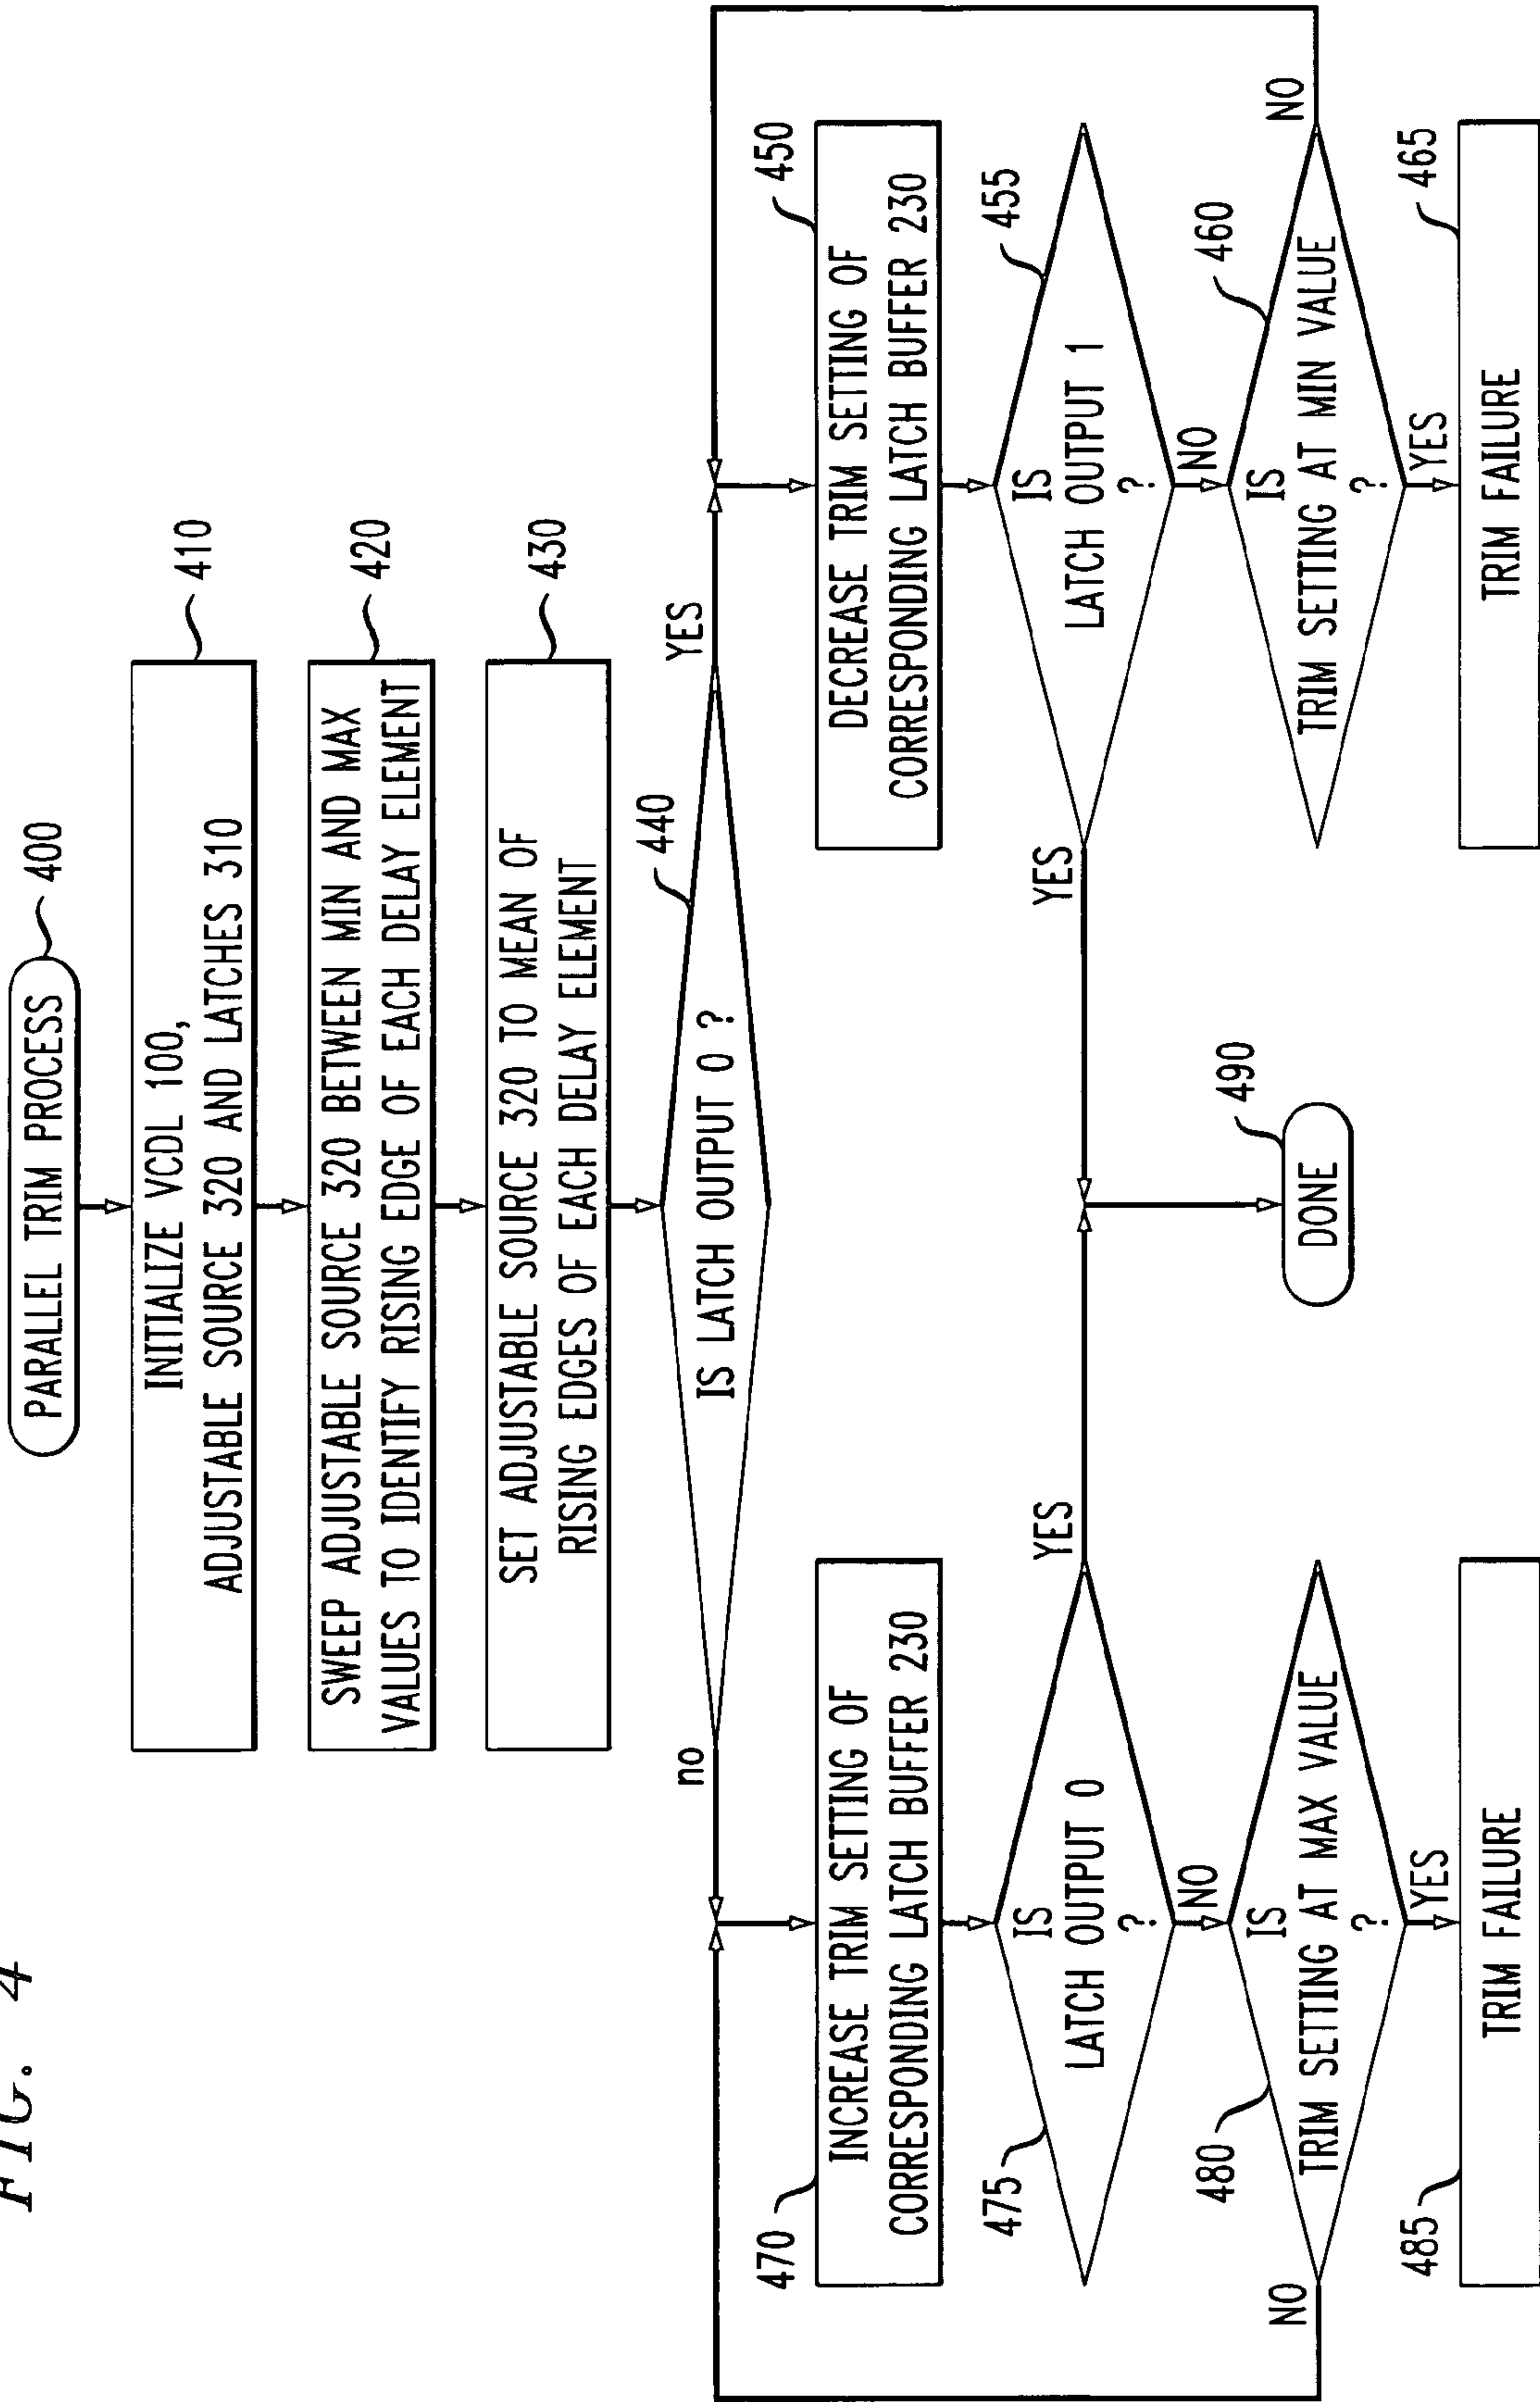 FIG. 4
PARALLEL TRIM PROCESS
400
INITIALIZE VCDL 100,
ADJUSTABLE SOURCE 320 AND LATCHES 310
410
SWEEP ADJUSTABLE SOURCE 320 BETWEEN MIN AND MAX
VALUES TO IDENTIFY RISING EDGE OF EACH DELAY ELEMENT
420
SET ADJUSTABLE SOURCE 320 TO MEAN OF
RISING EDGES OF EACH DELAY ELEMENT
430
440
no
IS LATCH OUTPUT 0 ?
YES
470
INCREASE TRIM SETTING OF
CORRESPONDING LATCH BUFFER 230
475
IS
LATCH OUTPUT 0
?
YES
NO
480
IS
TRIM SETTING AT MAX VALUE
?
NO
YES
485
TRIM FAILURE
450
DECREASE TRIM SETTING OF
CORRESPONDING LATCH BUFFER 230
455
IS
LATCH OUTPUT 1
?
YES
NO
460
IS
TRIM SETTING AT MIN VALUE
?
NO
YES
465
TRIM FAILURE
490
DONE